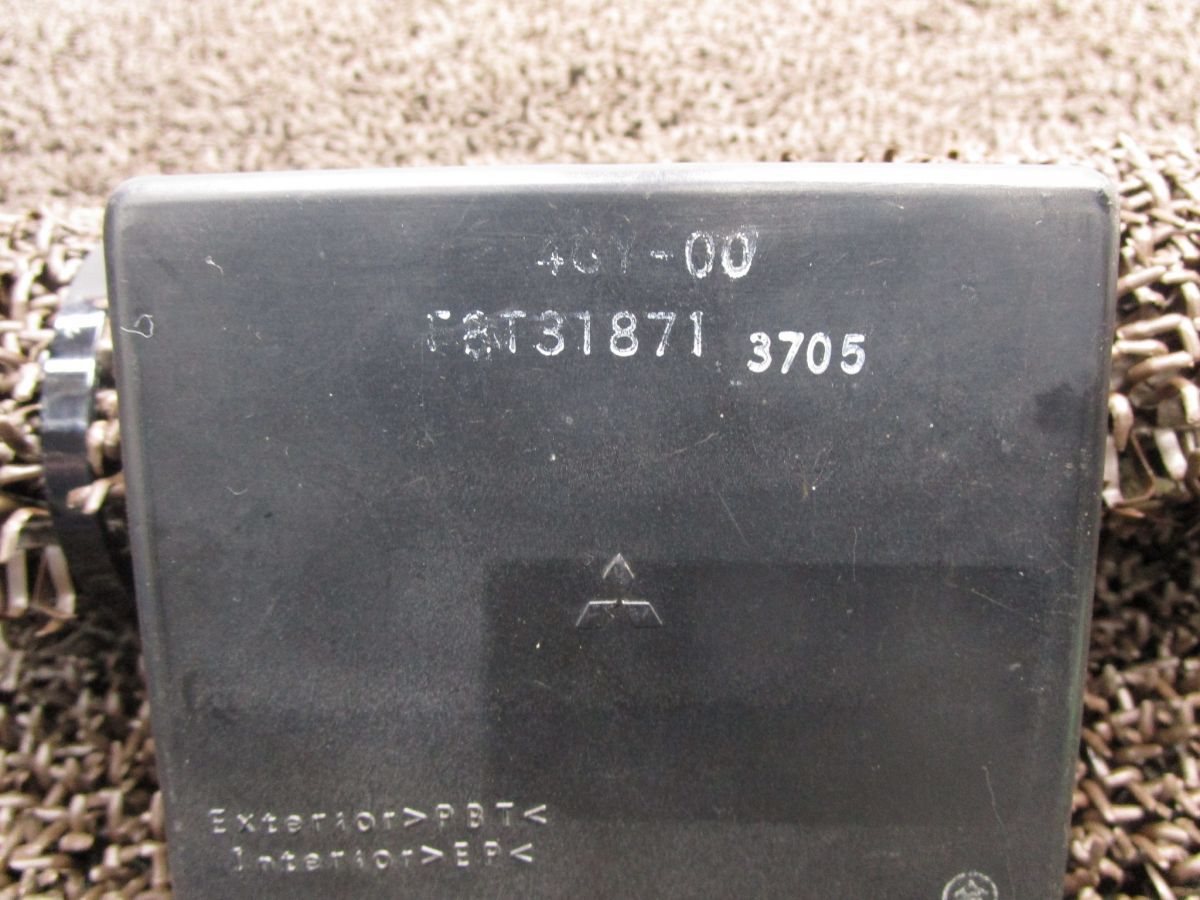 4GY-00
F8T31871 3705
Exterior>PBT<
Interior>EP<